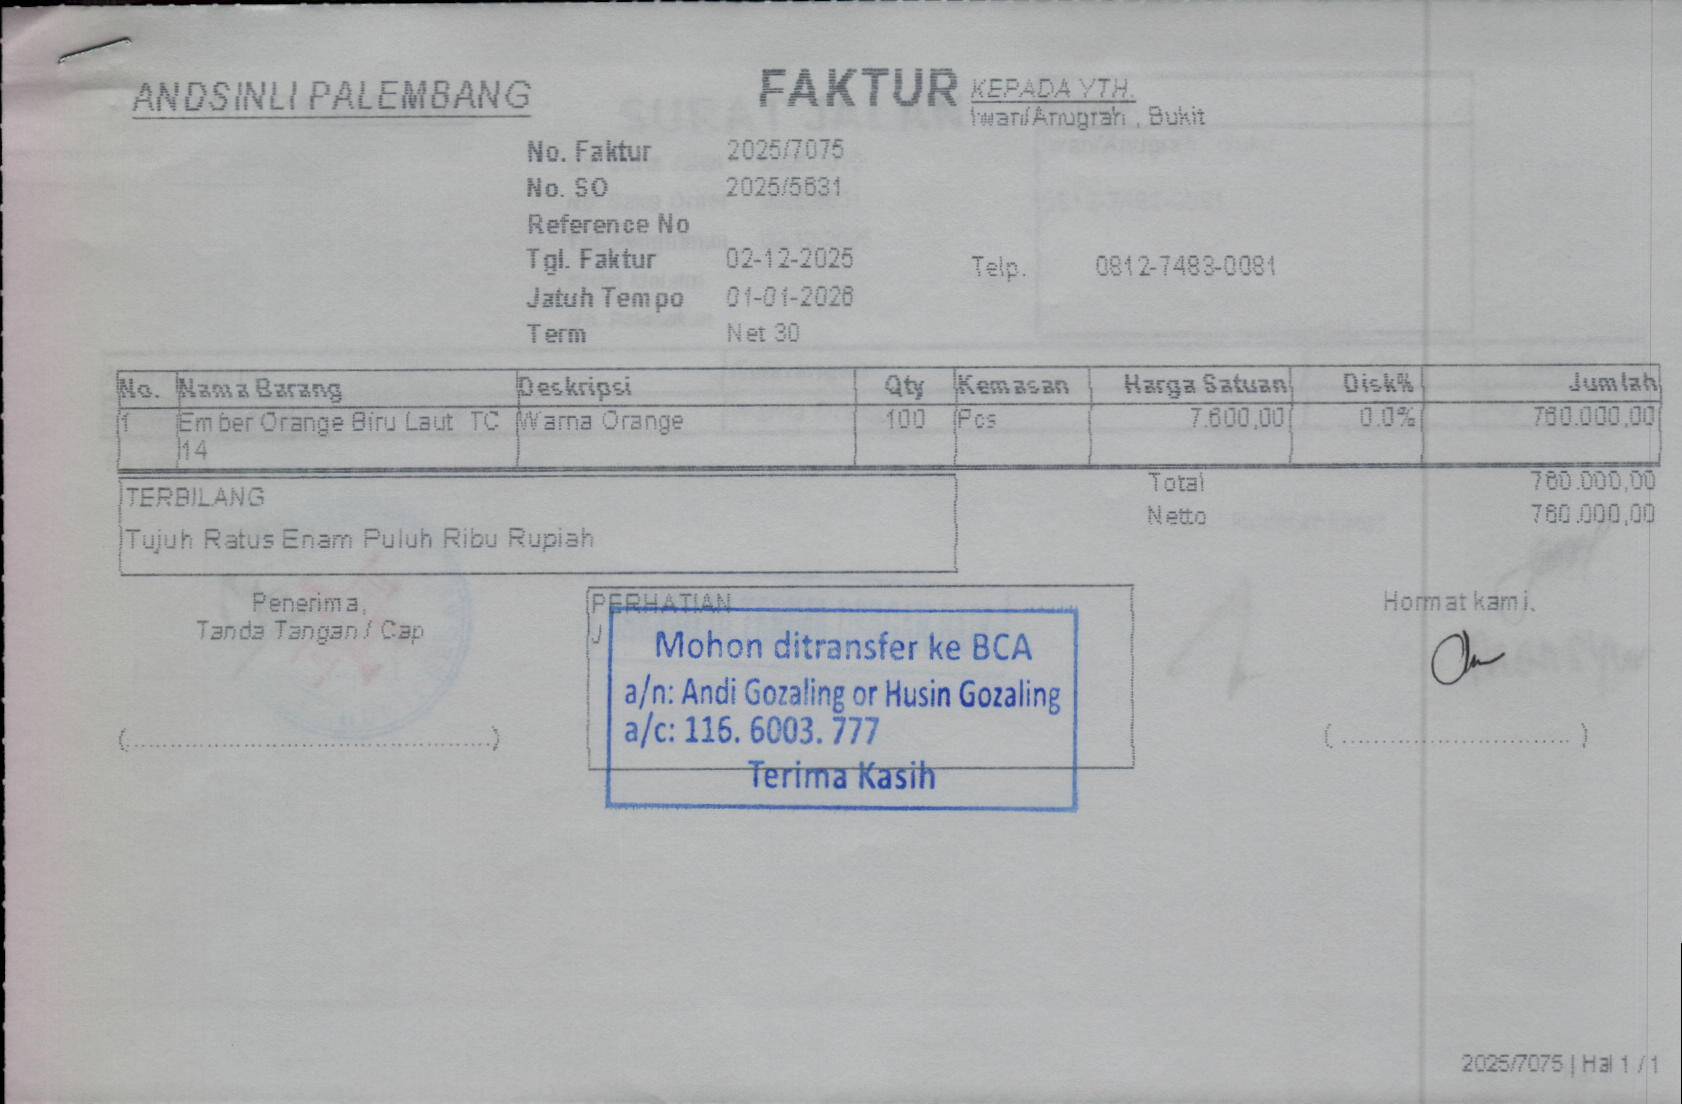 ANDSINLI PALEMBANG
FAKTUR
KEPADA YTH.
Iwan/Anugrah , Bukit
No. Faktur 2025/7075
No. SO 2025/5631
Reference No
Tgl. Faktur 02-12-2025
Telp. 0812-7483-0081
Jatuh Tempo 01-01-2026
Term Net 30
No. Nama Barang Deskripsi Qty Kemasan Harga Satuan Disk% Jumlah
1 Ember Orange Biru Laut TC Warna Orange 100 Pcs 7.600,00 0.0% 760.000,00
14
Total 760.000,00
TERBILANG
Netto 760.000,00
Tujuh Ratus Enam Puluh Ribu Rupiah
Penerima,
Tanda Tangan / Cap
PERHATIAN
J
Mohon ditransfer ke BCA
a/n: Andi Gozaling or Husin Gozaling
a/c: 116. 6003. 777
Terima Kasih
Hormat kami,
(........................................)
( .............................. )
2025/7075 | Hal 1 / 1